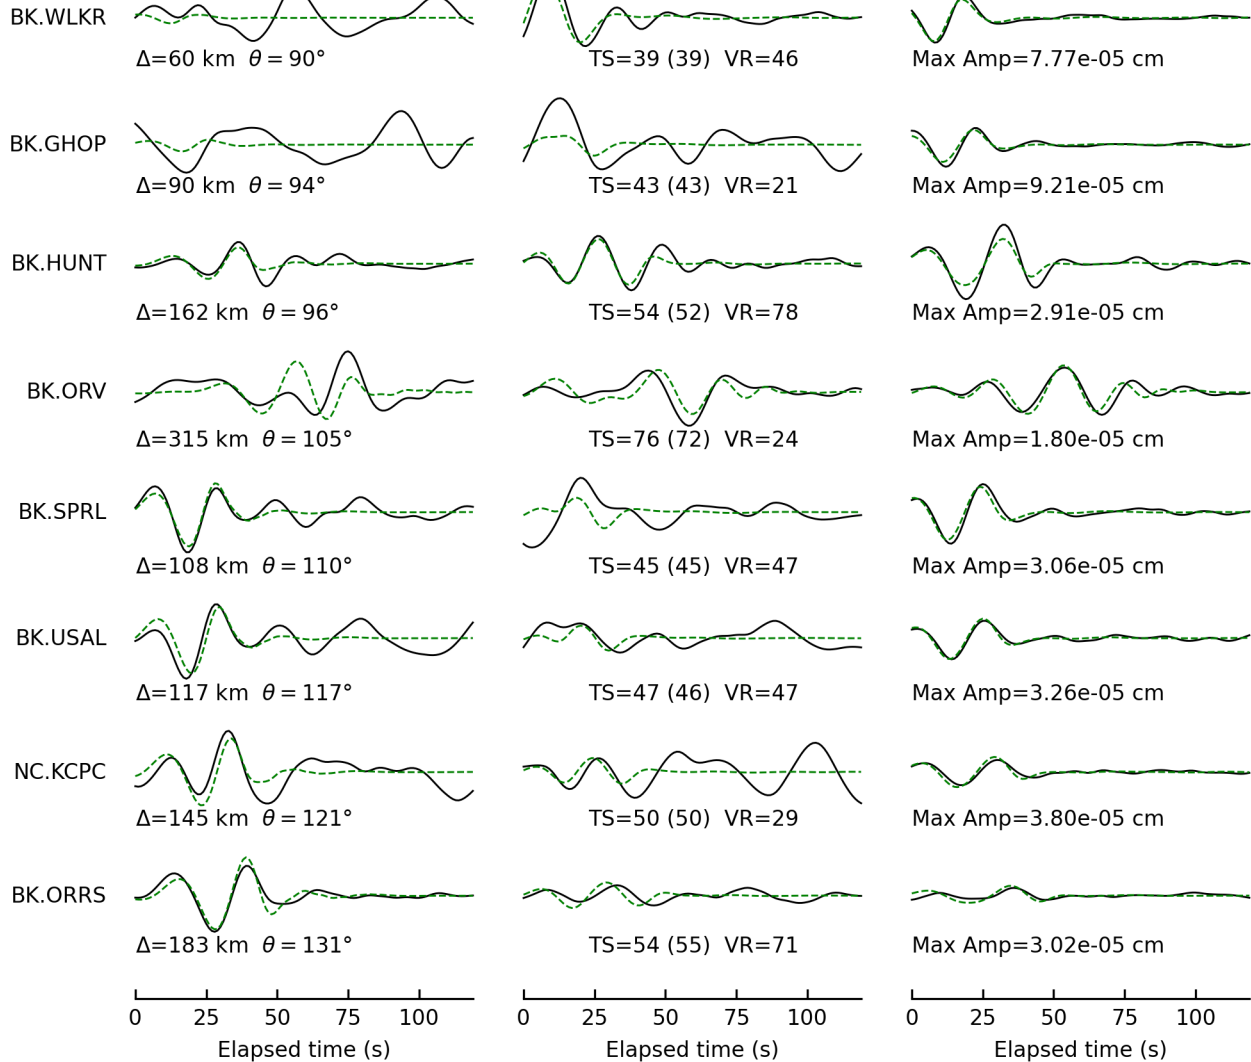 BK.WLKR
Δ=60 km θ = 90° TS=39 (39) VR=46 Max Amp=7.77e-05 cm
BK.GHOP
Δ=90 km θ = 94° TS=43 (43) VR=21 Max Amp=9.21e-05 cm
BK.HUNT
Δ=162 km θ = 96° TS=54 (52) VR=78 Max Amp=2.91e-05 cm
BK.ORV
Δ=315 km θ = 105° TS=76 (72) VR=24 Max Amp=1.80e-05 cm
BK.SPRL
Δ=108 km θ = 110° TS=45 (45) VR=47 Max Amp=3.06e-05 cm
BK.USAL
Δ=117 km θ = 117° TS=47 (46) VR=47 Max Amp=3.26e-05 cm
NC.KCPC
Δ=145 km θ = 121° TS=50 (50) VR=29 Max Amp=3.80e-05 cm
BK.ORRS
Δ=183 km θ = 131° TS=54 (55) VR=71 Max Amp=3.02e-05 cm
0 25 50 75 100 0 25 50 75 100 0 25 50 75 100
Elapsed time (s) Elapsed time (s) Elapsed time (s)